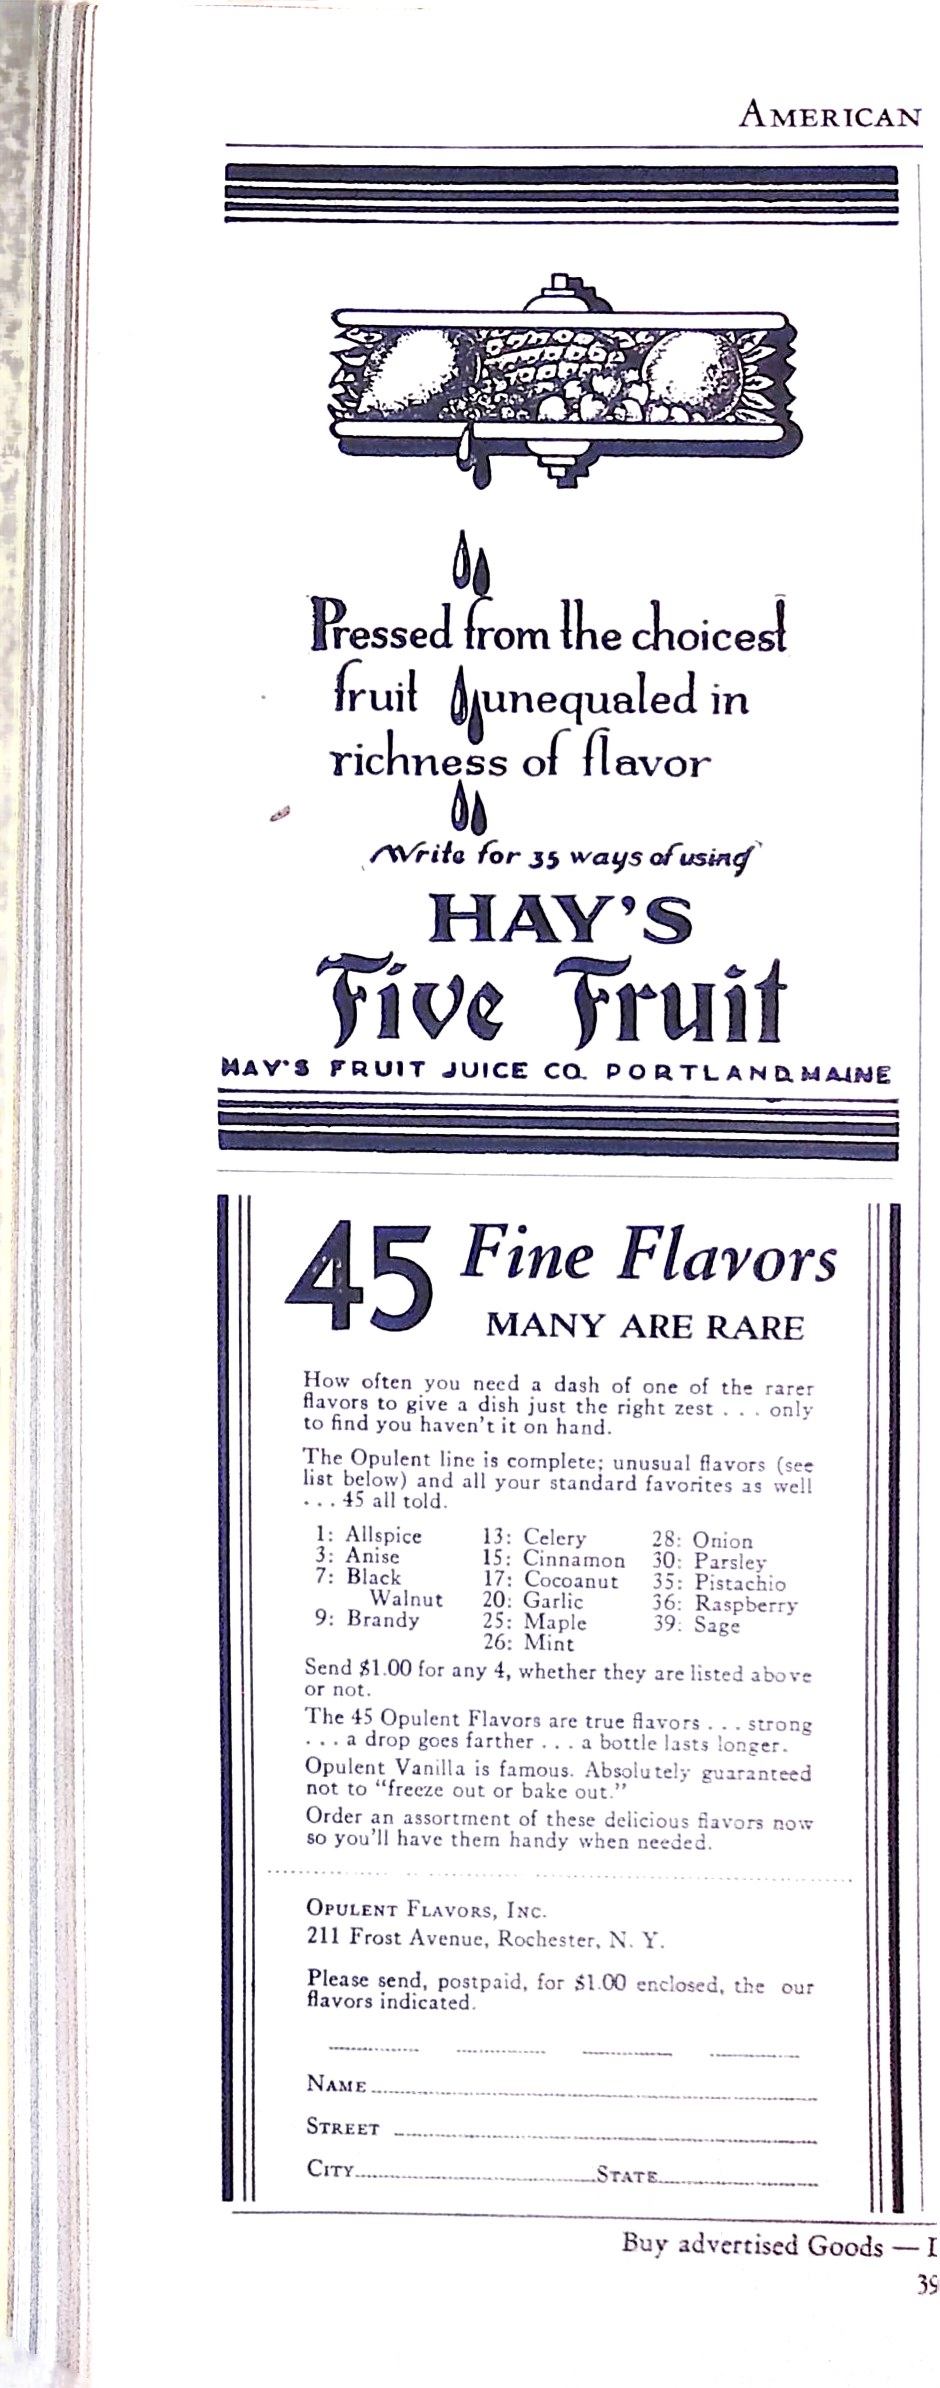 AMERICAN
Pressed from the choicest
fruit unequaled in
richness of flavor
Write for 35 ways of using
HAY'S
Five Fruit
HAY'S FRUIT JUICE CO. PORTLAND, MAINE
45 Fine Flavors
MANY ARE RARE
How often you need a dash of one of the rarer
flavors to give a dish just the right zest . . . only
to find you haven't it on hand.
The Opulent line is complete; unusual flavors (see
list below) and all your standard favorites as well
. . . 45 all told.
1: Allspice
3: Anise
7: Black
Walnut
9: Brandy
13: Celery
15: Cinnamon
17: Cocoanut
20: Garlic
25: Maple
26: Mint
28: Onion
30: Parsley
35: Pistachio
36: Raspberry
39: Sage
Send $1.00 for any 4, whether they are listed above
or not.
The 45 Opulent Flavors are true flavors . . . strong
. . . a drop goes farther . . . a bottle lasts longer.
Opulent Vanilla is famous. Absolutely guaranteed
not to "freeze out or bake out."
Order an assortment of these delicious flavors now
so you'll have them handy when needed.
OPULENT FLAVORS, INC.
211 Frost Avenue, Rochester, N. Y.
Please send, postpaid, for $1.00 enclosed, the our
flavors indicated.
NAME
STREET
CITY STATE
Buy advertised Goods —
39